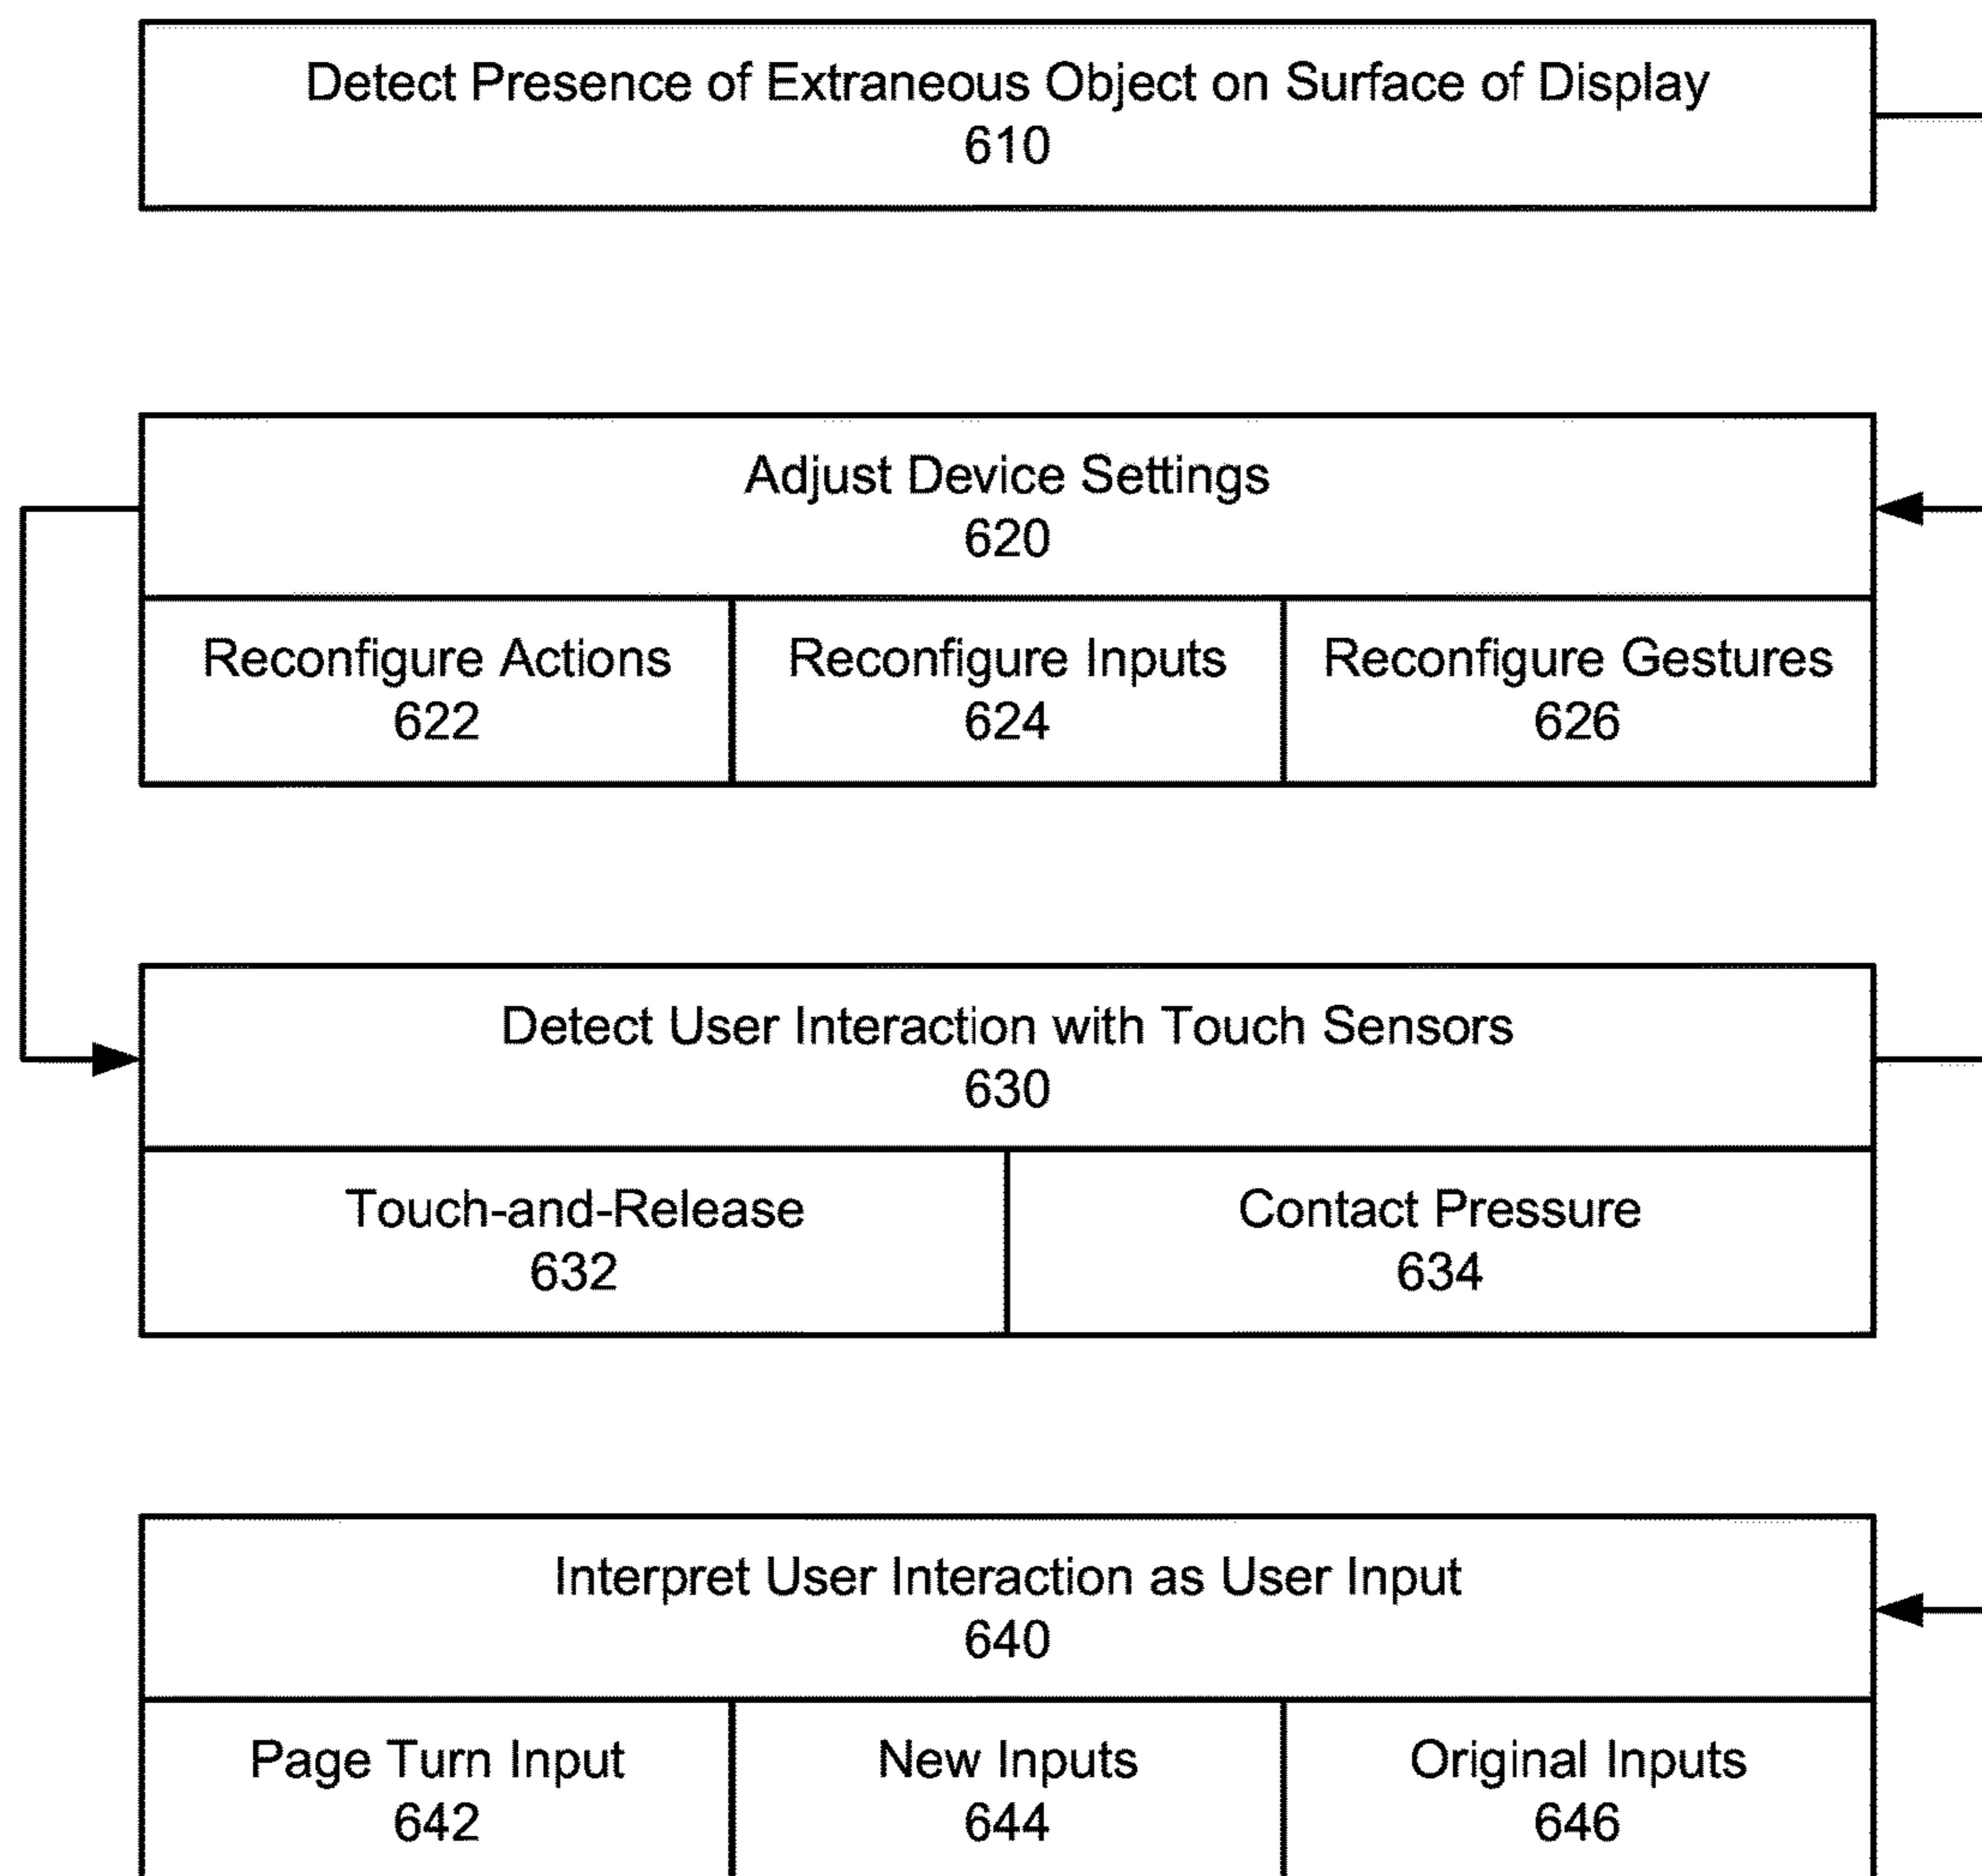 Detect Presence of Extraneous Object on Surface of Display
610
Adjust Device Settings
620
Reconfigure Actions
622
Reconfigure Inputs
624
Reconfigure Gestures
626
Detect User Interaction with Touch Sensors
630
Touch-and-Release
632
Contact Pressure
634
Interpret User Interaction as User Input
640
Page Turn Input
642
New Inputs
644
Original Inputs
646